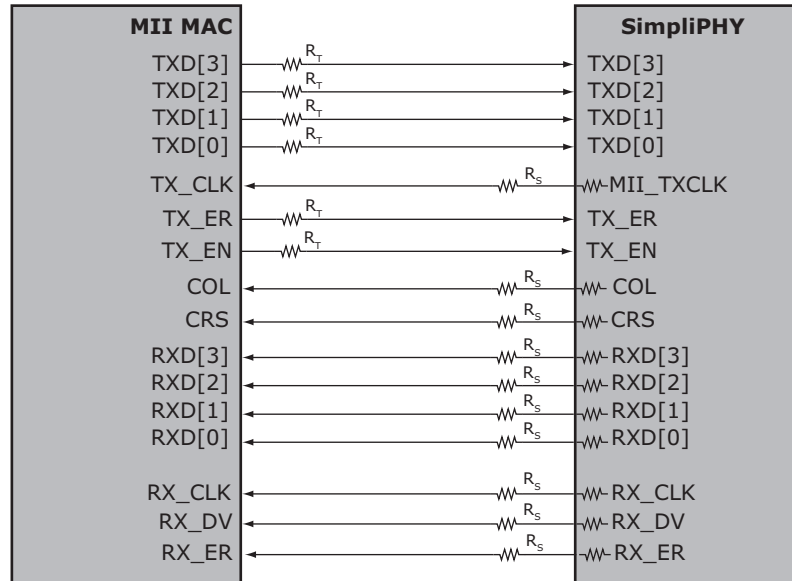 MII MAC SimpliPHY
TXD[3] R_T TXD[3]
TXD[2] R_T TXD[2]
TXD[1] R_T TXD[1]
TXD[0] R_T TXD[0]
TX_CLK R_S MII_TXCLK
TX_ER R_T TX_ER
TX_EN R_T TX_EN
COL R_S COL
CRS R_S CRS
RXD[3] R_S RXD[3]
RXD[2] R_S RXD[2]
RXD[1] R_S RXD[1]
RXD[0] R_S RXD[0]
RX_CLK R_S RX_CLK
RX_DV R_S RX_DV
RX_ER R_S RX_ER